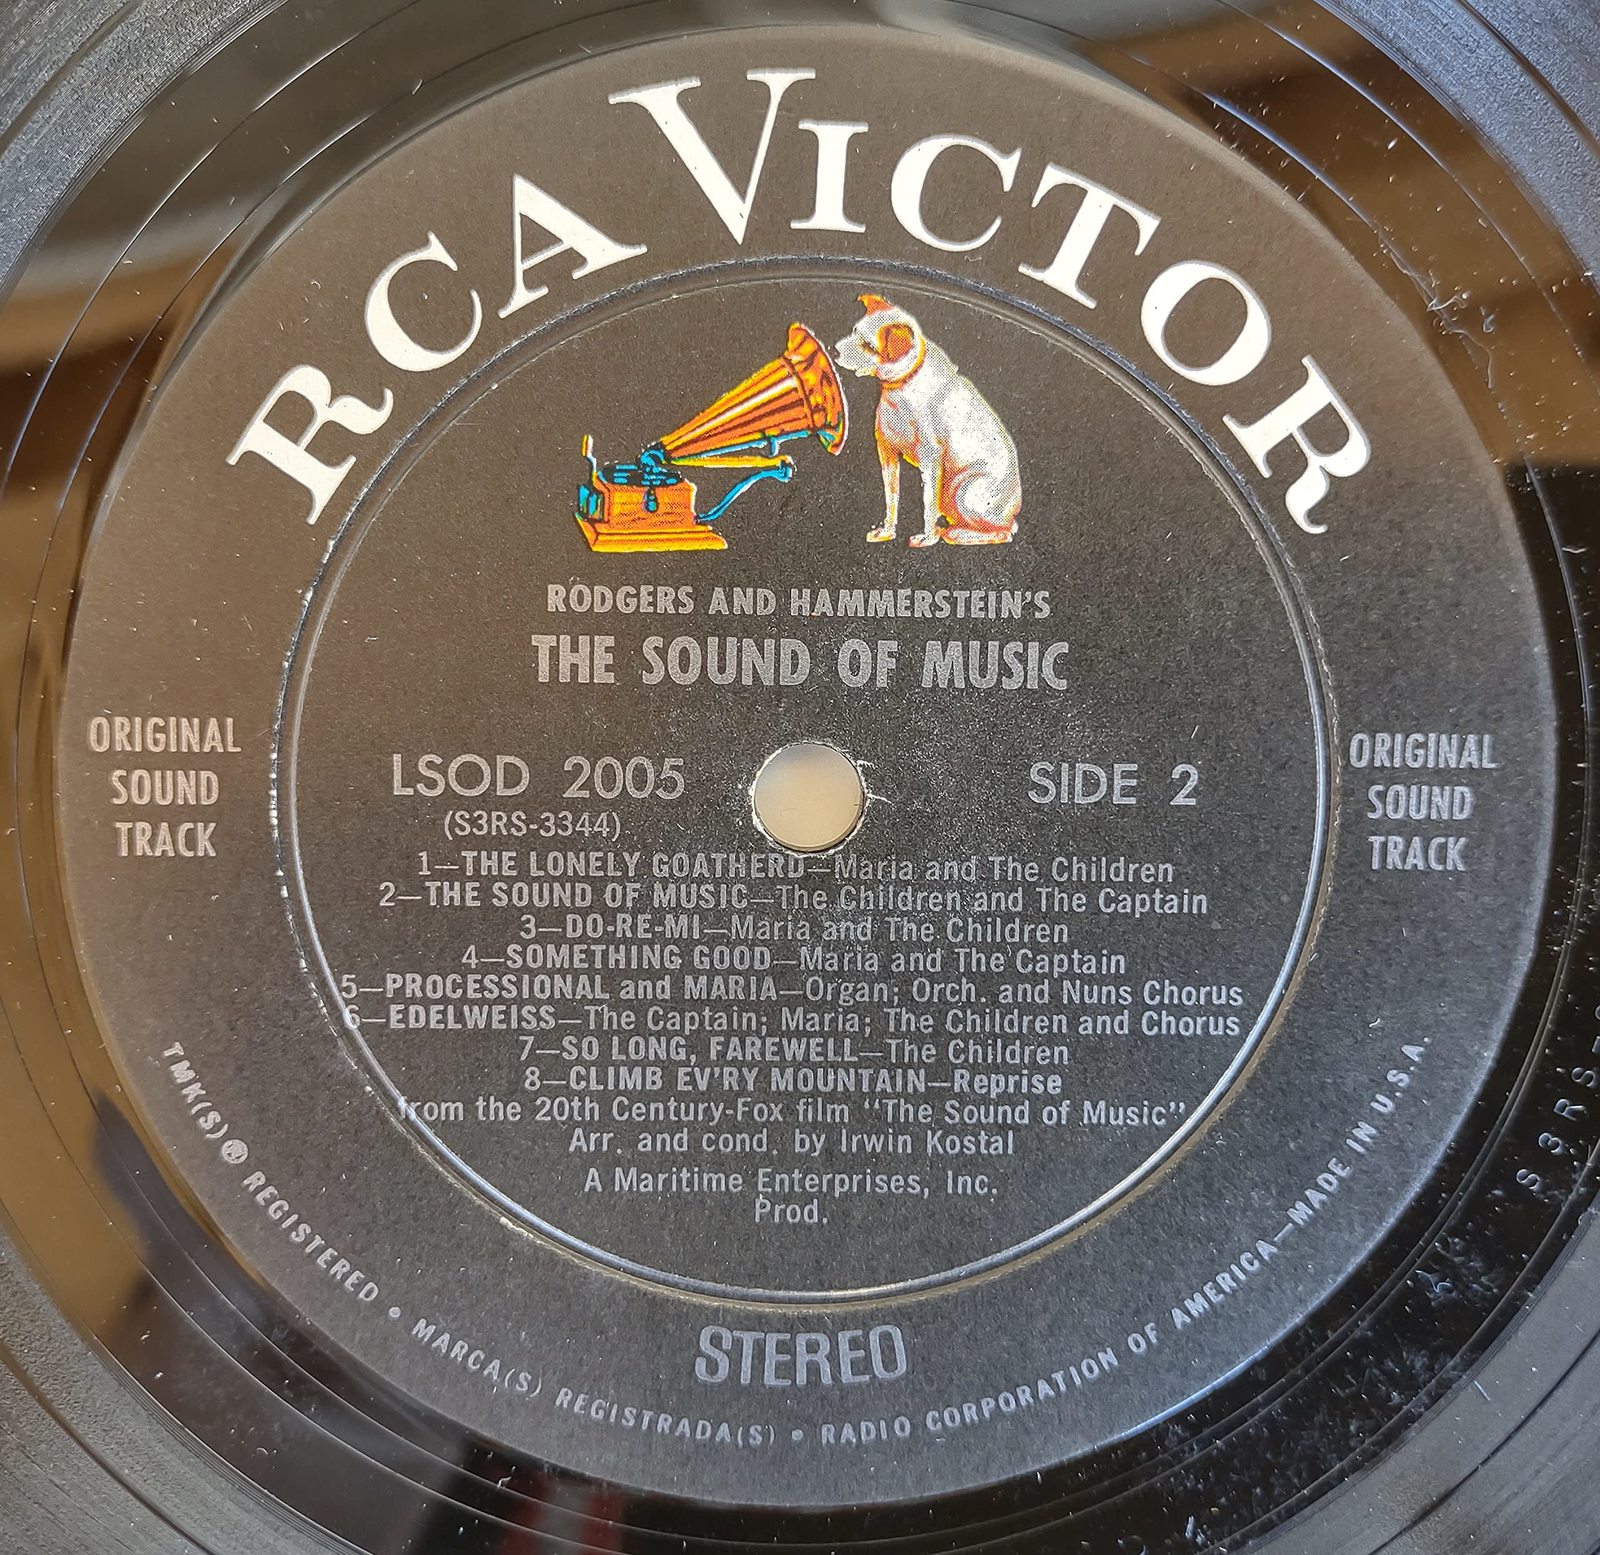 RCA VICTOR
RODGERS AND HAMMERSTEIN'S
THE SOUND OF MUSIC
ORIGINAL
SOUND
TRACK
LSOD 2005
(S3RS-3344)
SIDE 2
ORIGINAL
SOUND
TRACK
1—THE LONELY GOATHERD—Maria and The Children
2—THE SOUND OF MUSIC—The Children and The Captain
3—DO-RE-MI—Maria and The Children
4—SOMETHING GOOD—Maria and The Captain
5—PROCESSIONAL and MARIA—Organ; Orch. and Nuns Chorus
6—EDELWEISS—The Captain; Maria; The Children and Chorus
7—SO LONG, FAREWELL—The Children
8—CLIMB EV'RY MOUNTAIN—Reprise
from the 20th Century-Fox film "The Sound of Music"
Arr. and cond. by Irwin Kostal
A Maritime Enterprises, Inc.
Prod.
STEREO
TMK(S) ® REGISTERED • MARCA(S) REGISTRADA(S) • RADIO CORPORATION OF AMERICA—MADE IN U.S.A.